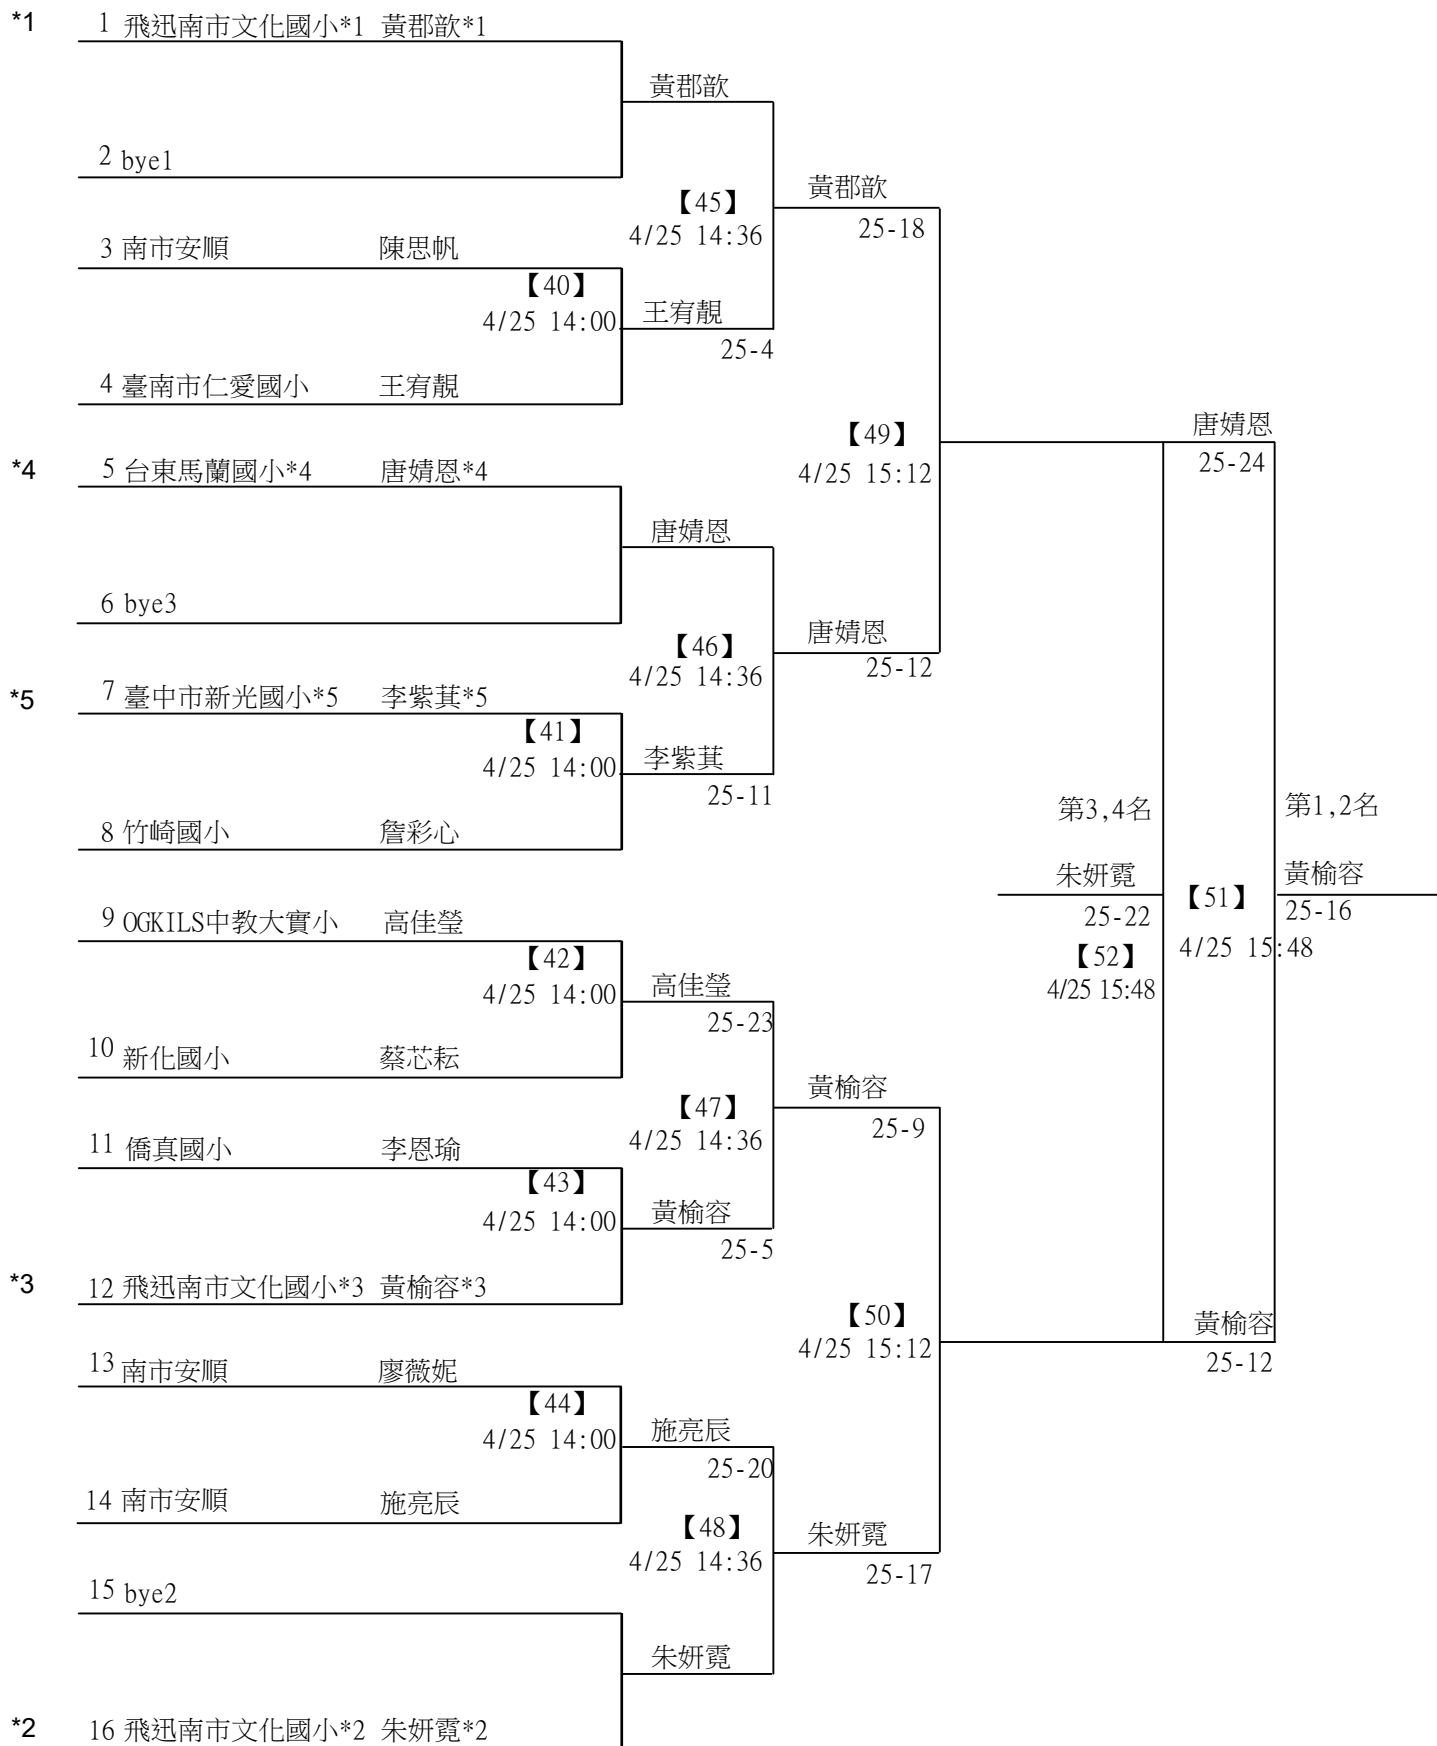 *1 1 飛迅南市文化國小*1 黃郡歆*1
黃郡歆
2 bye1
黃郡歆
【45】
25-18
4/25 14:36
3 南市安順 陳思帆
【40】
王宥靚
4/25 14:00
25-4
4 臺南市仁愛國小 王宥靚
唐婧恩
【49】
*4 5 台東馬蘭國小*4 唐婧恩*4
25-24
4/25 15:12
唐婧恩
6 bye3
唐婧恩
【46】
25-12
4/25 14:36
*5 7 臺中市新光國小*5 李紫萁*5
【41】
李紫萁
4/25 14:00
25-11
第3,4名 第1,2名
8 竹崎國小 詹彩心
朱妍霓 黃榆容
【51】
9 OGKILS中教大實小 高佳瑩
25-22 25-16
【42】
【52】
4/25 15:48
高佳瑩
4/25 14:00
4/25 15:48
25-23
10 新化國小 蔡芯耘
黃榆容
【47】
25-9
4/25 14:36
11 僑真國小 李恩瑜
【43】
黃榆容
4/25 14:00
25-5
*3 12 飛迅南市文化國小*3 黃榆容*3
【50】
黃榆容
4/25 15:12
25-12
13 南市安順 廖薇妮
【44】
施亮辰
4/25 14:00
25-20
14 南市安順 施亮辰
【48】
朱妍霓
4/25 14:36
25-17
15 bye2
朱妍霓
*2 16 飛迅南市文化國小*2 朱妍霓*2